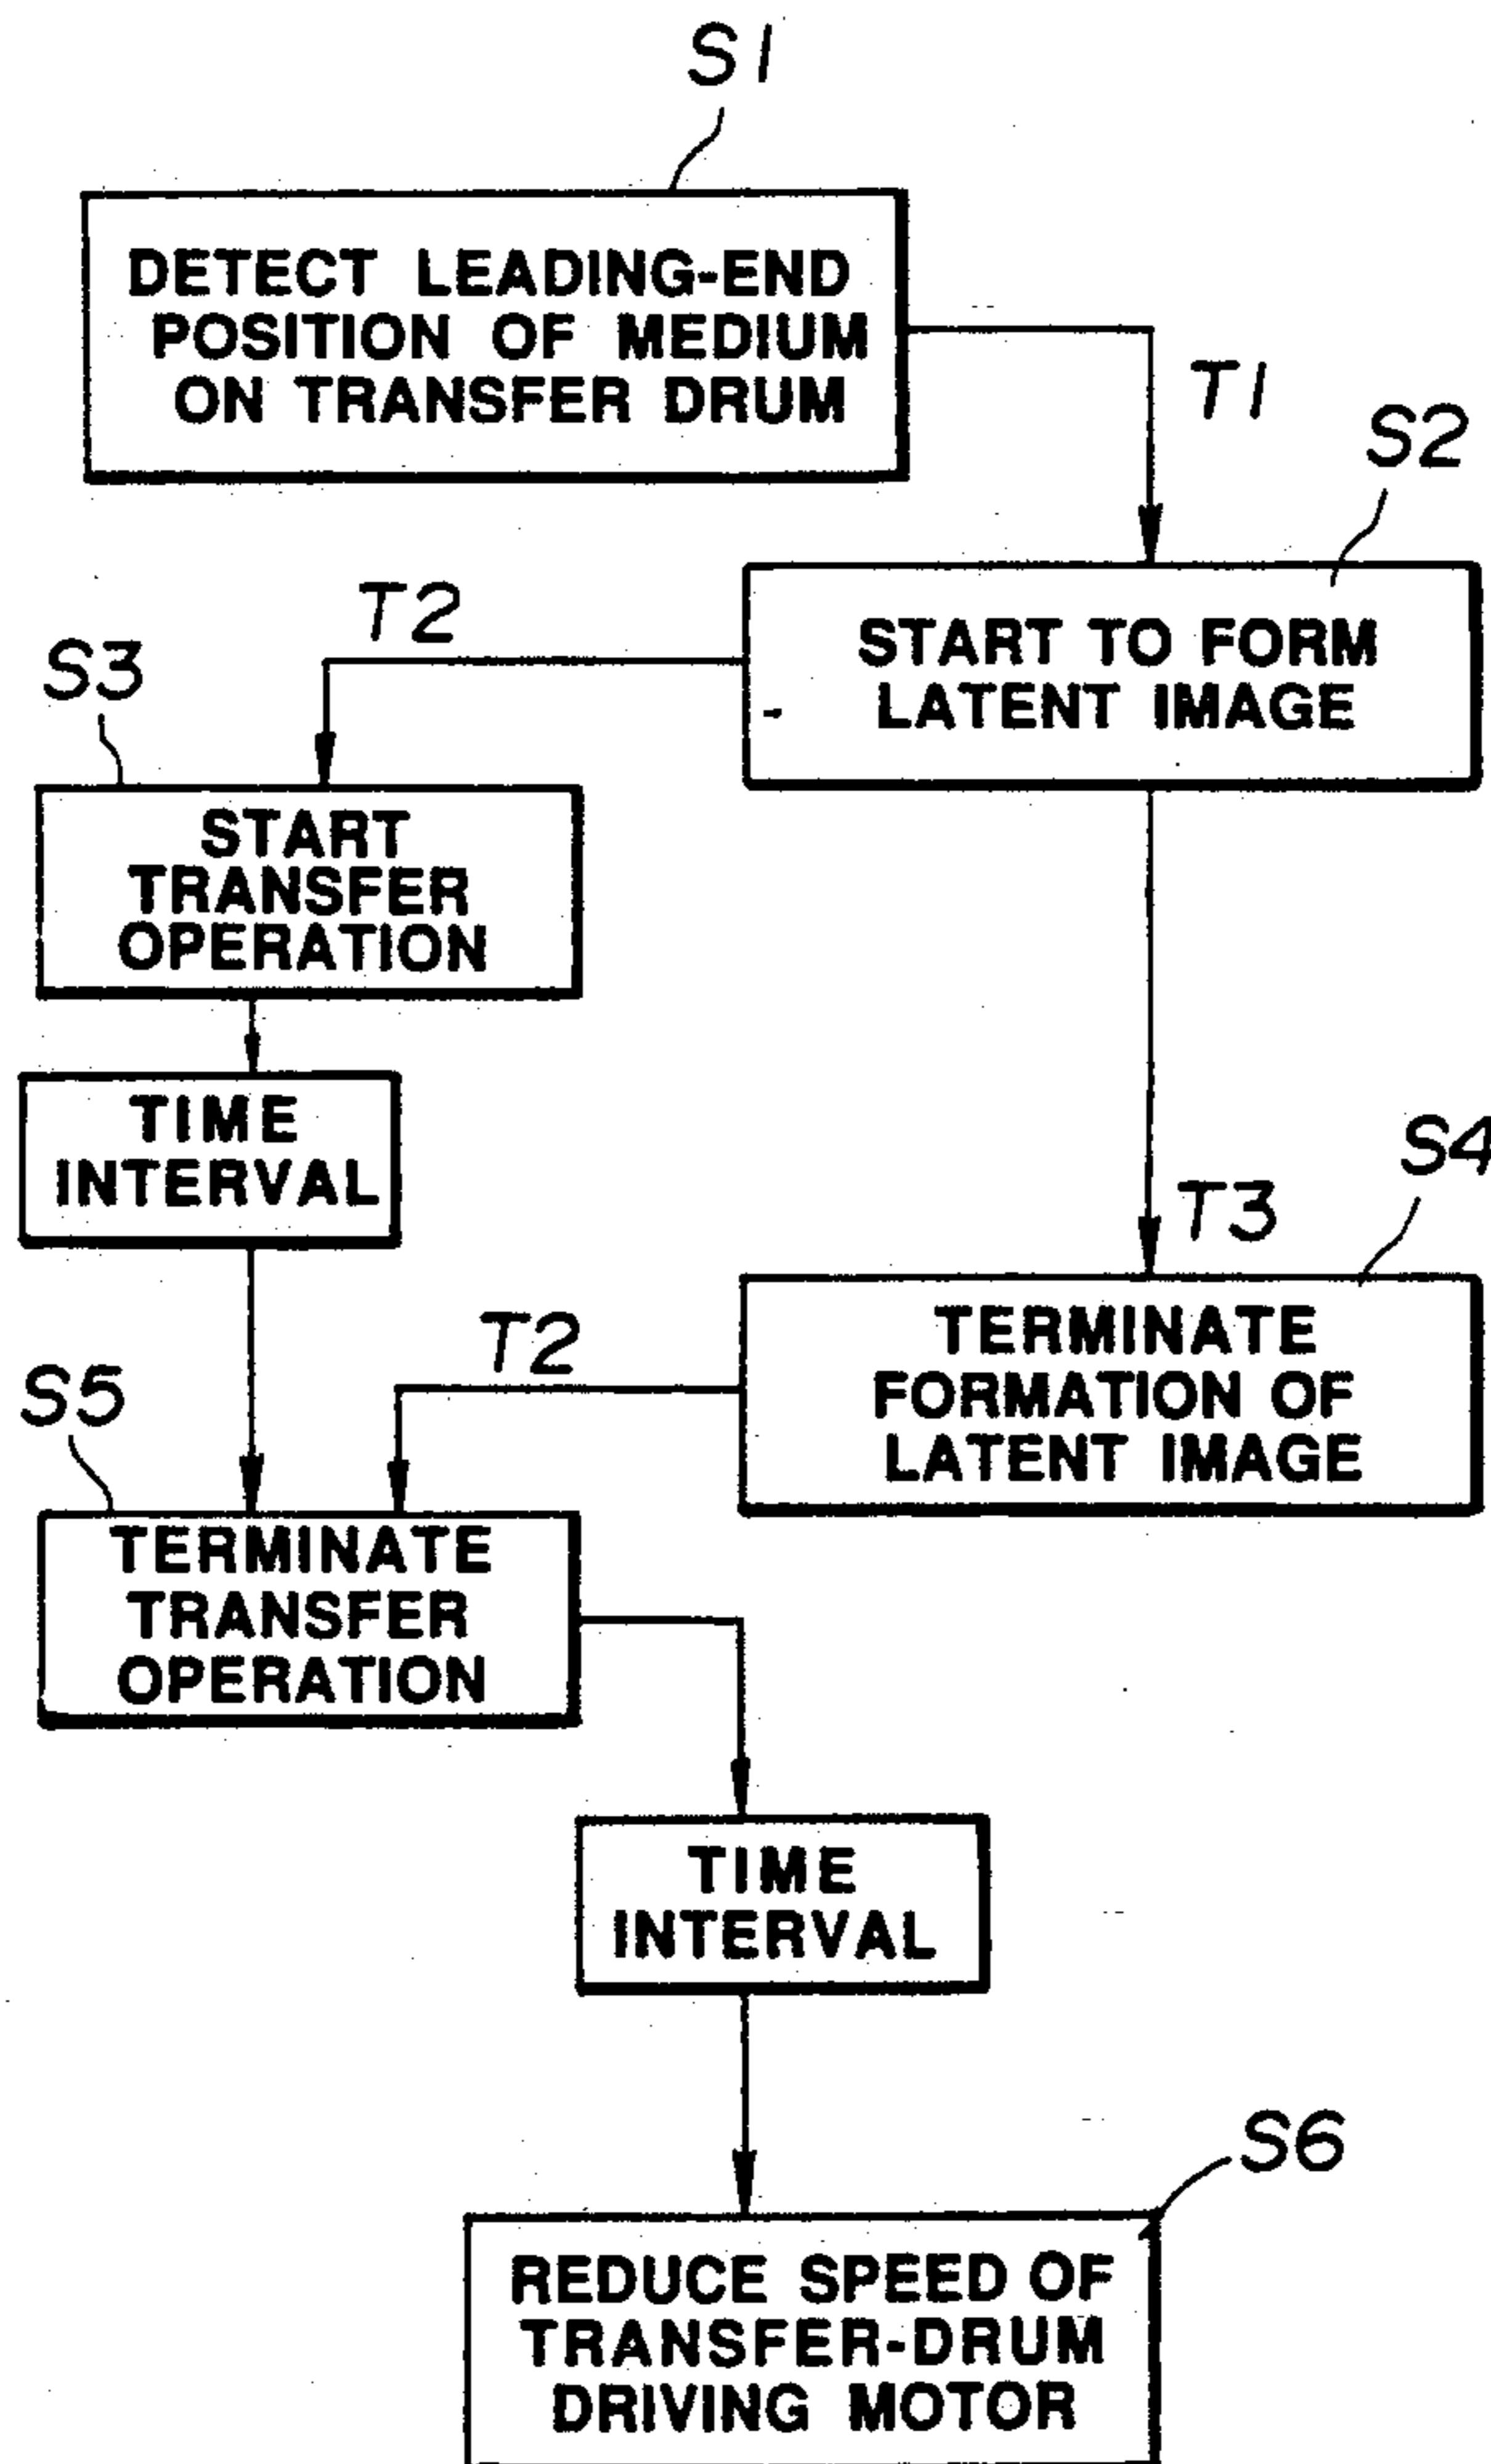 S1
DETECT LEADING-END
POSITION OF MEDIUM
ON TRANSFER DRUM
T1
S2
START TO FORM
LATENT IMAGE
T2
S3
START
TRANSFER
OPERATION
TIME
INTERVAL
S4
T3
TERMINATE
FORMATION OF
LATENT IMAGE
T2
S5
TERMINATE
TRANSFER
OPERATION
TIME
INTERVAL
S6
REDUCE SPEED OF
TRANSFER-DRUM
DRIVING MOTOR